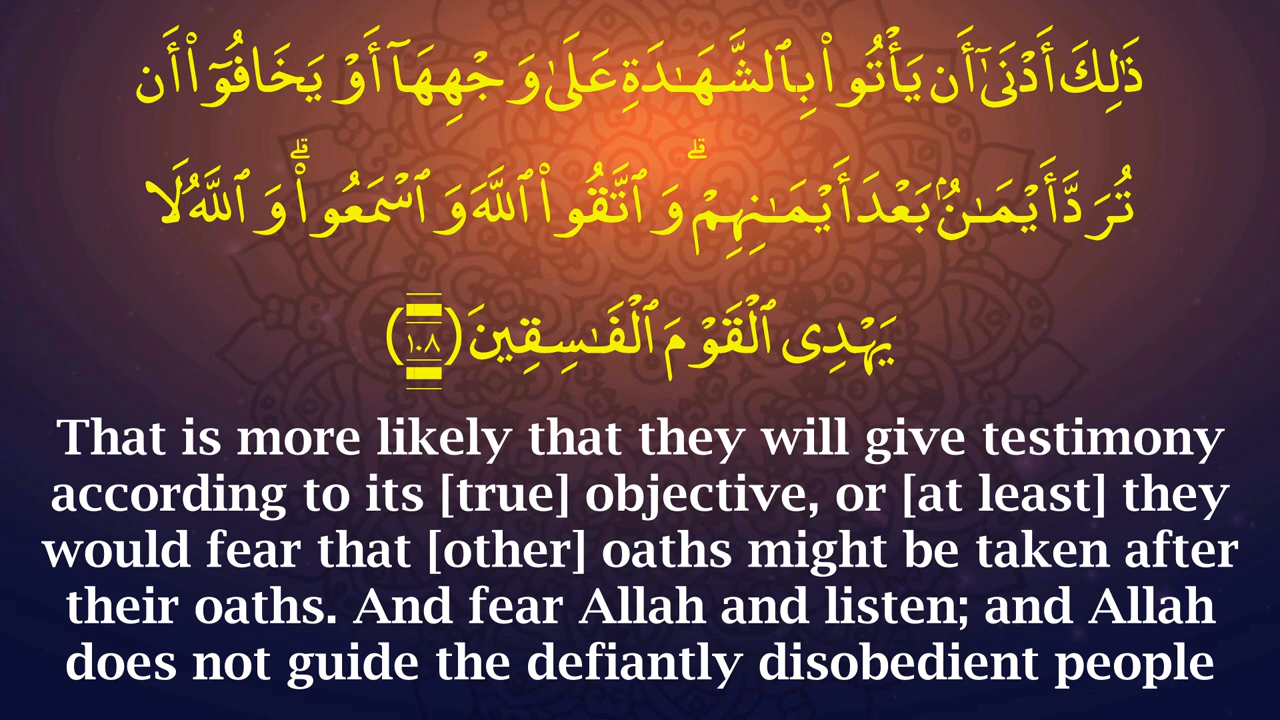 ذَٰلِكَ أَدْنَىٰٓ أَن يَأْتُوا۟ بِٱلشَّهَـٰدَةِ عَلَىٰ وَجْهِهَآ أَوْ يَخَافُوٓا۟ أَن
تُرَدَّ أَيْمَـٰنٌۢ بَعْدَ أَيْمَـٰنِهِمْ ۗ وَٱتَّقُوا۟ ٱللَّهَ وَٱسْمَعُوا۟ ۗ وَٱللَّهُ لَا
يَهْدِى ٱلْقَوْمَ ٱلْفَـٰسِقِينَ (١٠٨)
That is more likely that they will give testimony
according to its [true] objective, or [at least] they
would fear that [other] oaths might be taken after
their oaths. And fear Allah and listen; and Allah
does not guide the defiantly disobedient people